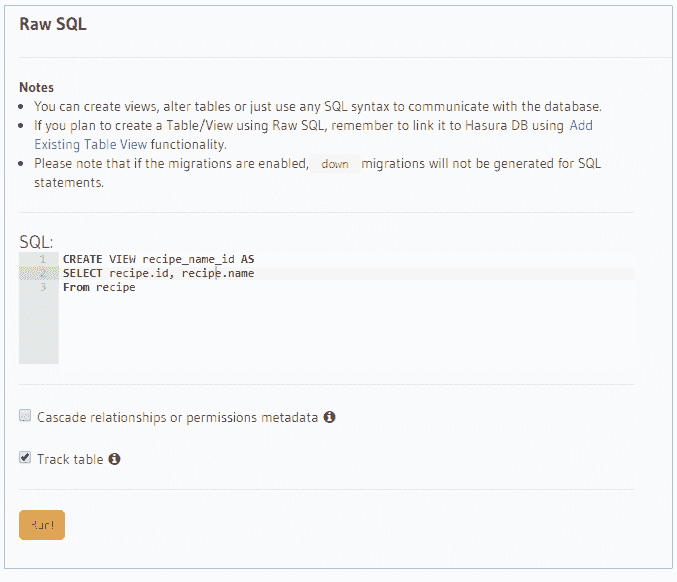 Raw SQL
Notes
You can create views, alter tables or just use any SQL syntax to communicate with the database.
If you plan to create a Table/View using Raw SQL, remember to link it to Hasura DB using Add
Existing Table View functionality.
Please note that if the migrations are enabled, down migrations will not be generated for SQL
statements.
SQL:
1 CREATE VIEW recipe_name_id AS
2 SELECT recipe.id, recipe.name
3 From recipe
Cascade relationships or permissions metadata
Track table
Run!